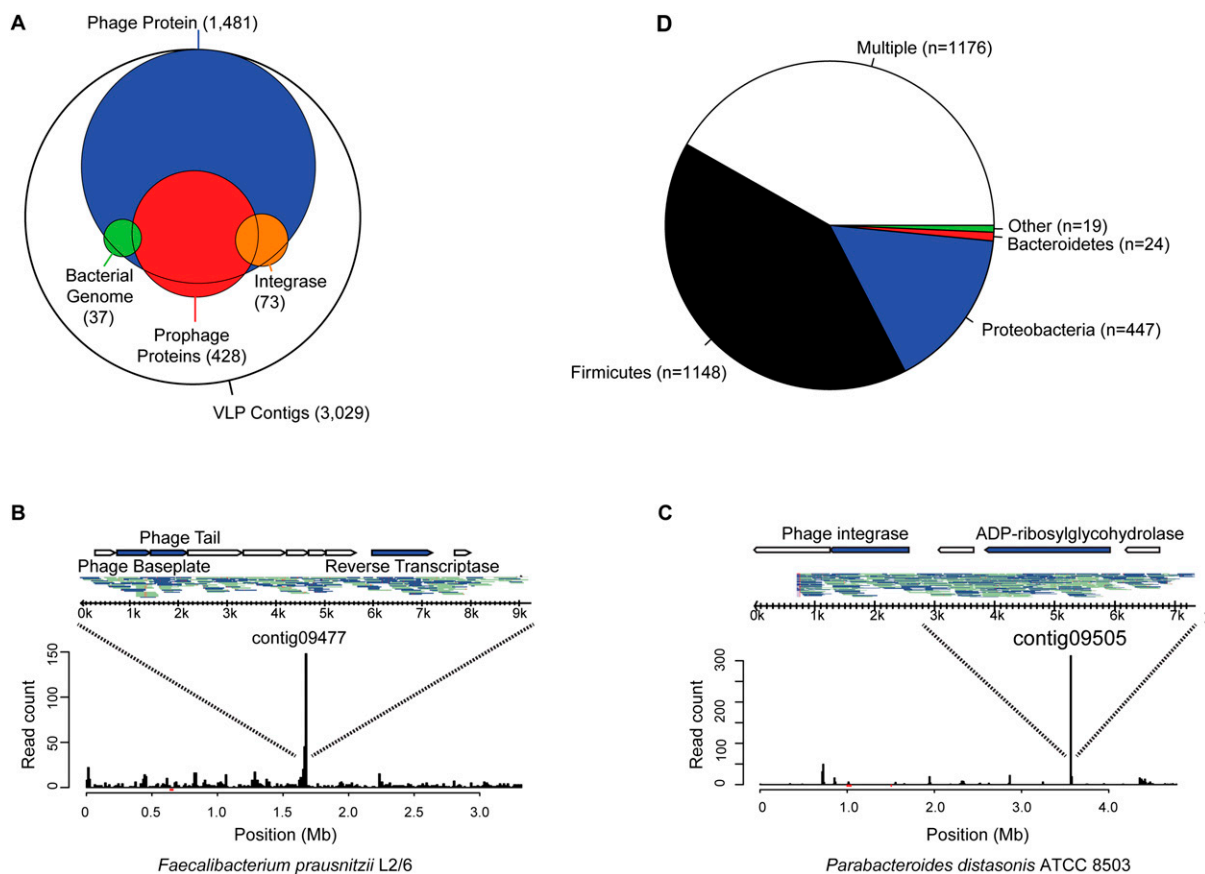 A
Phage Protein (1,481)
Bacterial
Genome
(37)
Integrase
(73)
Prophage
Proteins (428)
VLP Contigs (3,029)
D
Multiple (n=1176)
Other (n=19)
Bacteroidetes (n=24)
Proteobacteria (n=447)
Firmicutes (n=1148)
B
Phage Tail
Phage Baseplate
Reverse Transcriptase
0k 1k 2k 3k 4k 5k 6k 7k 8k 9k
contig09477
Read count
150
100
50
0
0 0.5 1.0 1.5 2.0 2.5 3.0
Position (Mb)
Faecalibacterium prausnitzii L2/6
C
Phage integrase
ADP-ribosylglycohydrolase
0k 1k 2k 3k 4k 5k 6k 7k
contig09505
Read count
300
200
100
0
0 1.0 2.0 3.0 4.0
Position (Mb)
Parabacteroides distasonis ATCC 8503